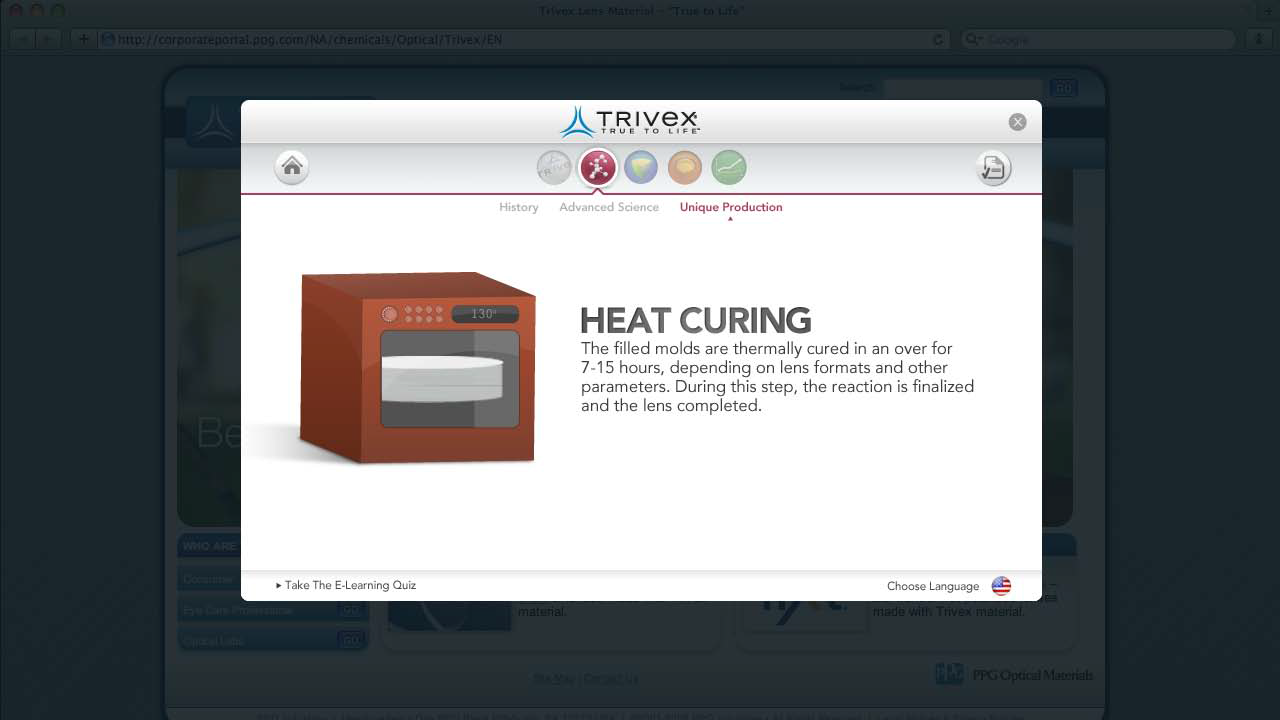 Trivex Lens Material – "True to Life"
http://corporateportal.ppg.com/NA/chemicals/Optical/Trivex/EN
Google
Search
GO
TRIVEX
TRUE TO LIFE™
History Advanced Science Unique Production
130°
HEAT CURING
The filled molds are thermally cured in an over for
7-15 hours, depending on lens formats and other
parameters. During this step, the reaction is finalized
and the lens completed.
Be
WHO ARE
Consumer
Take The E-Learning Quiz
Choose Language
Eye Care Professional GO
material.
made with Trivex material.
Optical Labs GO
Site Map | Contact Us
PPG Optical Materials